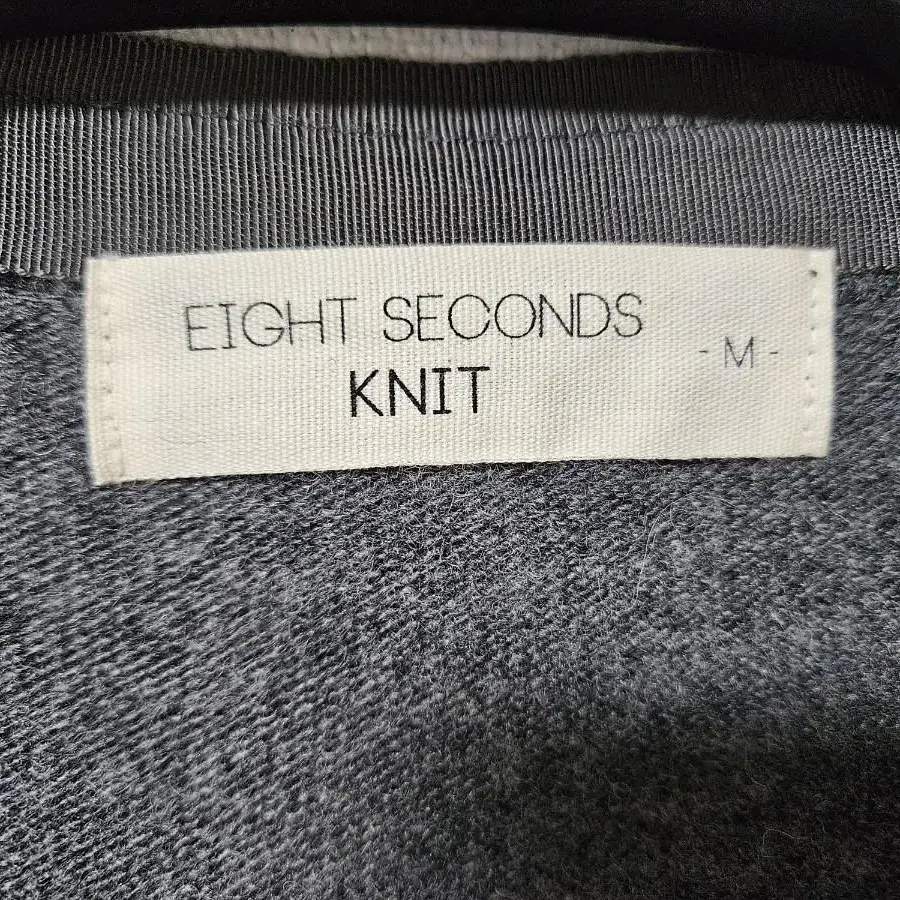 EIGHT SECONDS
KNIT
- M -